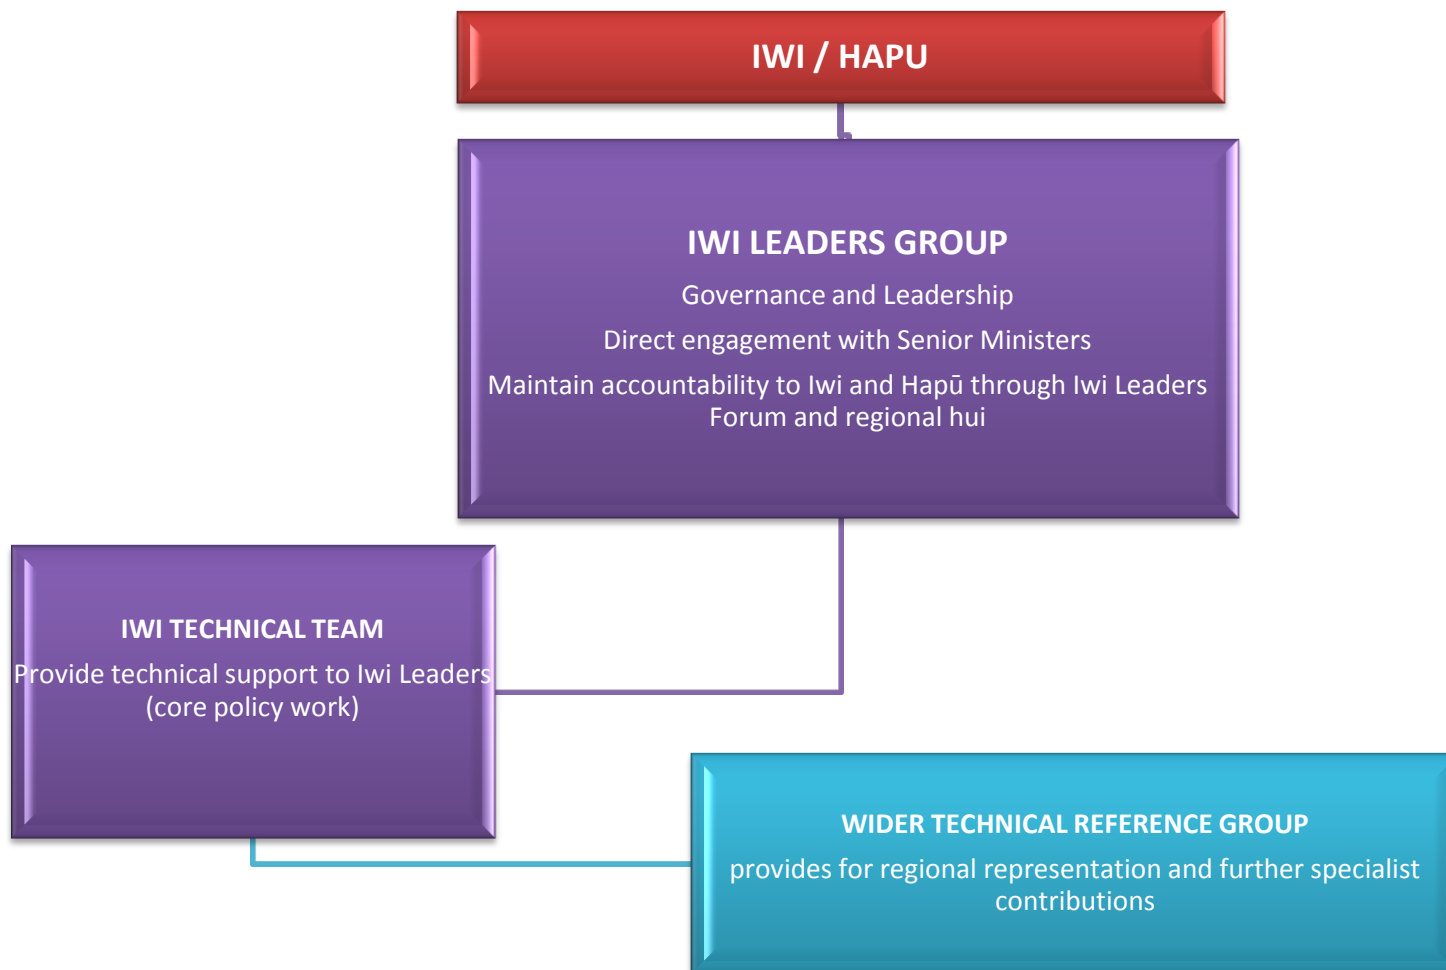 IWI / HAPU
IWI LEADERS GROUP
Governance and Leadership
Direct engagement with Senior Ministers
Maintain accountability to Iwi and Hapū through Iwi Leaders
Forum and regional hui
IWI TECHNICAL TEAM
Provide technical support to Iwi Leaders
(core policy work)
WIDER TECHNICAL REFERENCE GROUP
provides for regional representation and further specialist
contributions